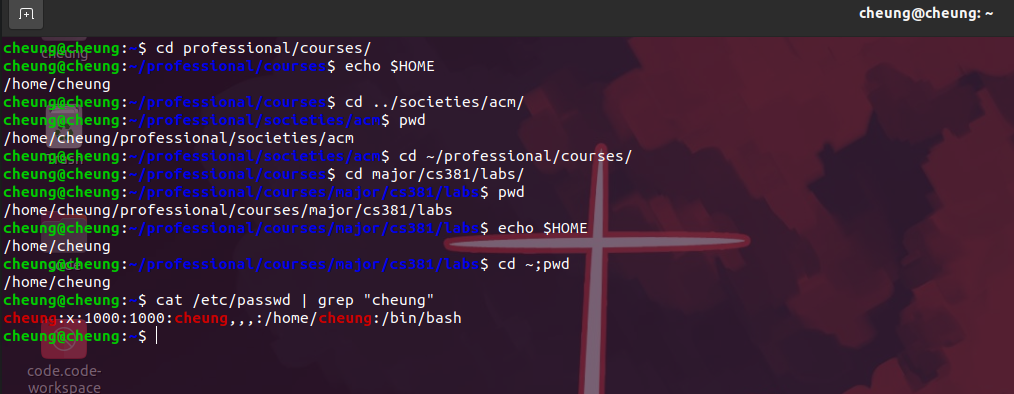 cheung@cheung: ~
cheung@cheung:~$ cd professional/courses/
cheung@cheung:~/professional/courses$ echo $HOME
/home/cheung
cheung@cheung:~/professional/courses$ cd ../societies/acm/
cheung@cheung:~/professional/societies/acm$ pwd
/home/cheung/professional/societies/acm
cheung@cheung:~/professional/societies/acm$ cd ~/professional/courses/
cheung@cheung:~/professional/courses$ cd major/cs381/labs/
cheung@cheung:~/professional/courses/major/cs381/labs$ pwd
/home/cheung/professional/courses/major/cs381/labs
cheung@cheung:~/professional/courses/major/cs381/labs$ echo $HOME
/home/cheung
cheung@cheung:~/professional/courses/major/cs381/labs$ cd ~;pwd
/home/cheung
cheung@cheung:~$ cat /etc/passwd | grep "cheung"
cheung:x:1000:1000:cheung,,,:/home/cheung:/bin/bash
cheung@cheung:~$
cheung
code.code-
workspace